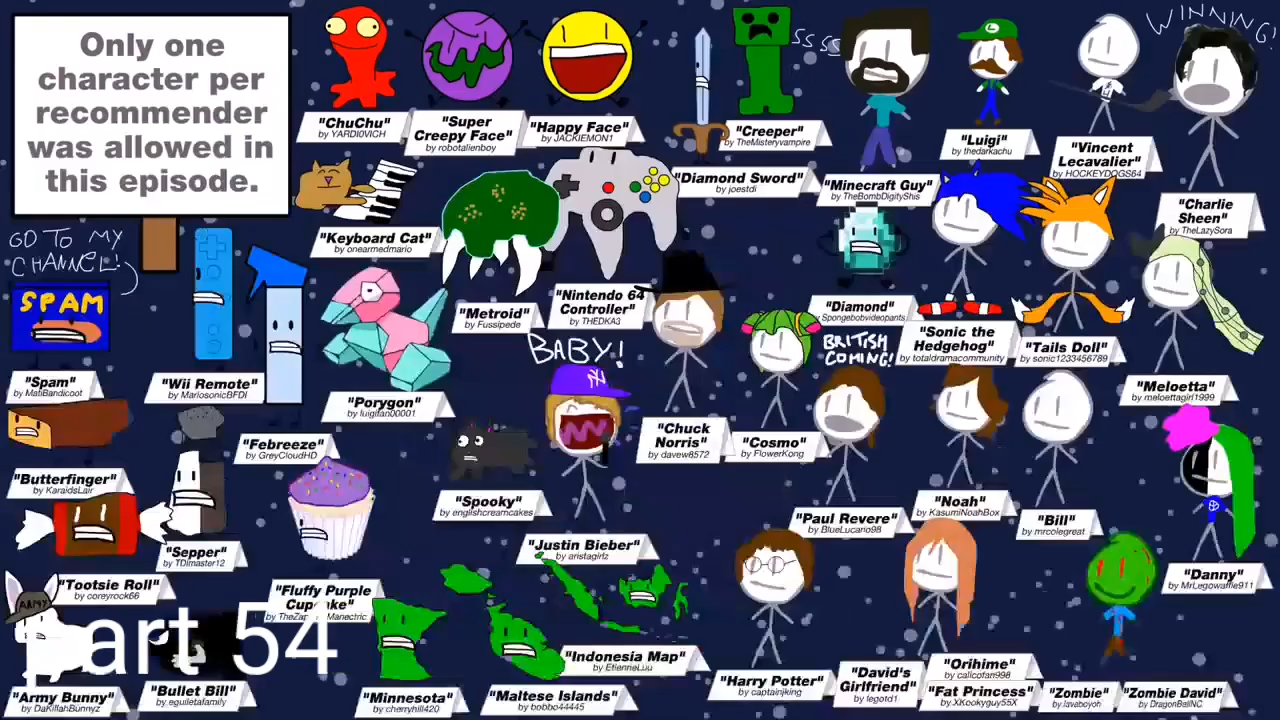 Only one
character per
recommender
was allowed in
this episode.
"ChuChu"
by YARDI0VICH
"Super
Creepy Face"
by robotalienboy
"Happy Face"
by JACKIEMON1
"Creeper"
by TheMisteryvampire
SSSS
"Diamond Sword"
by joestdi
"Minecraft Guy"
by TheBombDigityShis
"Luigi"
by thedarkachu
"Vincent
Lecavalier"
by HOCKEYDOGS64
WINNING!
"Charlie
Sheen"
by TheLazySora
"Keyboard Cat"
by onearmedmario
GO TO MY
CHANNEL!
SPAM
"Spam"
by MatiBandicoot
"Wii Remote"
by MariosonicBFDI
"Febreeze"
by GreyCloudHD
"Porygon"
by luigifan00001
"Metroid"
by Fussipede
"Nintendo 64
Controller"
by THEDKA3
"Diamond"
by Spongebobvideopants
"Sonic the
Hedgehog"
by totaldramacommunity
"Tails Doll"
by sonic1233456789
"Meloetta"
by meloettagirl1999
BABY!
NY
"Chuck
Norris"
by davew8572
"Cosmo"
by FlowerKong
BRITISH
COMING!
"Butterfinger"
by KaraidsLair
"Sepper"
by TDImaster12
"Spooky"
by englishcreamcakes
"Justin Bieber"
by aristagirlz
"Paul Revere"
by BlueLucario98
"Noah"
by KasumiNoahBox
"Bill"
by mrcolegreat
"Danny"
by MrLegowaffle911
"Tootsie Roll"
by coreyrook66
"Fluffy Purple
Cupcake"
ARMY
part 54
"Army Bunny"
by DaKillahBunnyz
"Bullet Bill"
by eguiletafamily
"Minnesota"
by cherryhill420
"Maltese Islands"
by bobbo44445
"Indonesia Map"
by EtienneLuu
"Harry Potter"
by captainjking
"David's
Girlfriend"
by legotd1
"Orihime"
by calicofan998
"Fat Princess"
by XKookyguy55X
"Zombie"
by lavaboyoh
"Zombie David"
by DragonBallNC